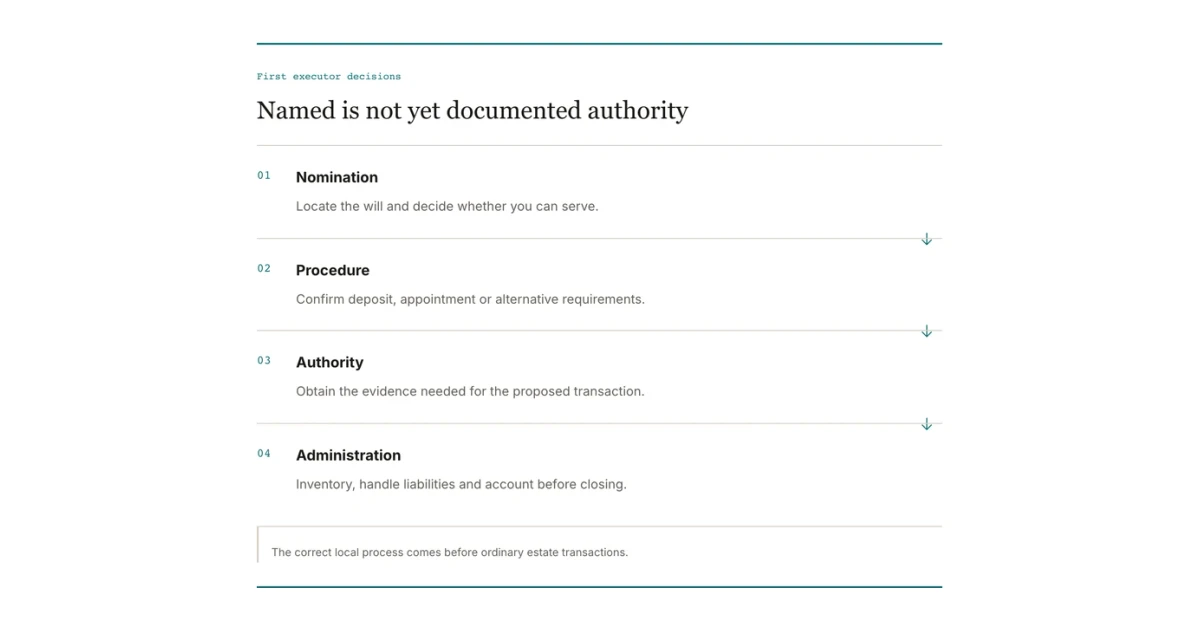 First executor decisions
Named is not yet documented authority
01 Nomination
Locate the will and decide whether you can serve.
02 Procedure
Confirm deposit, appointment or alternative requirements.
03 Authority
Obtain the evidence needed for the proposed transaction.
04 Administration
Inventory, handle liabilities and account before closing.
The correct local process comes before ordinary estate transactions.